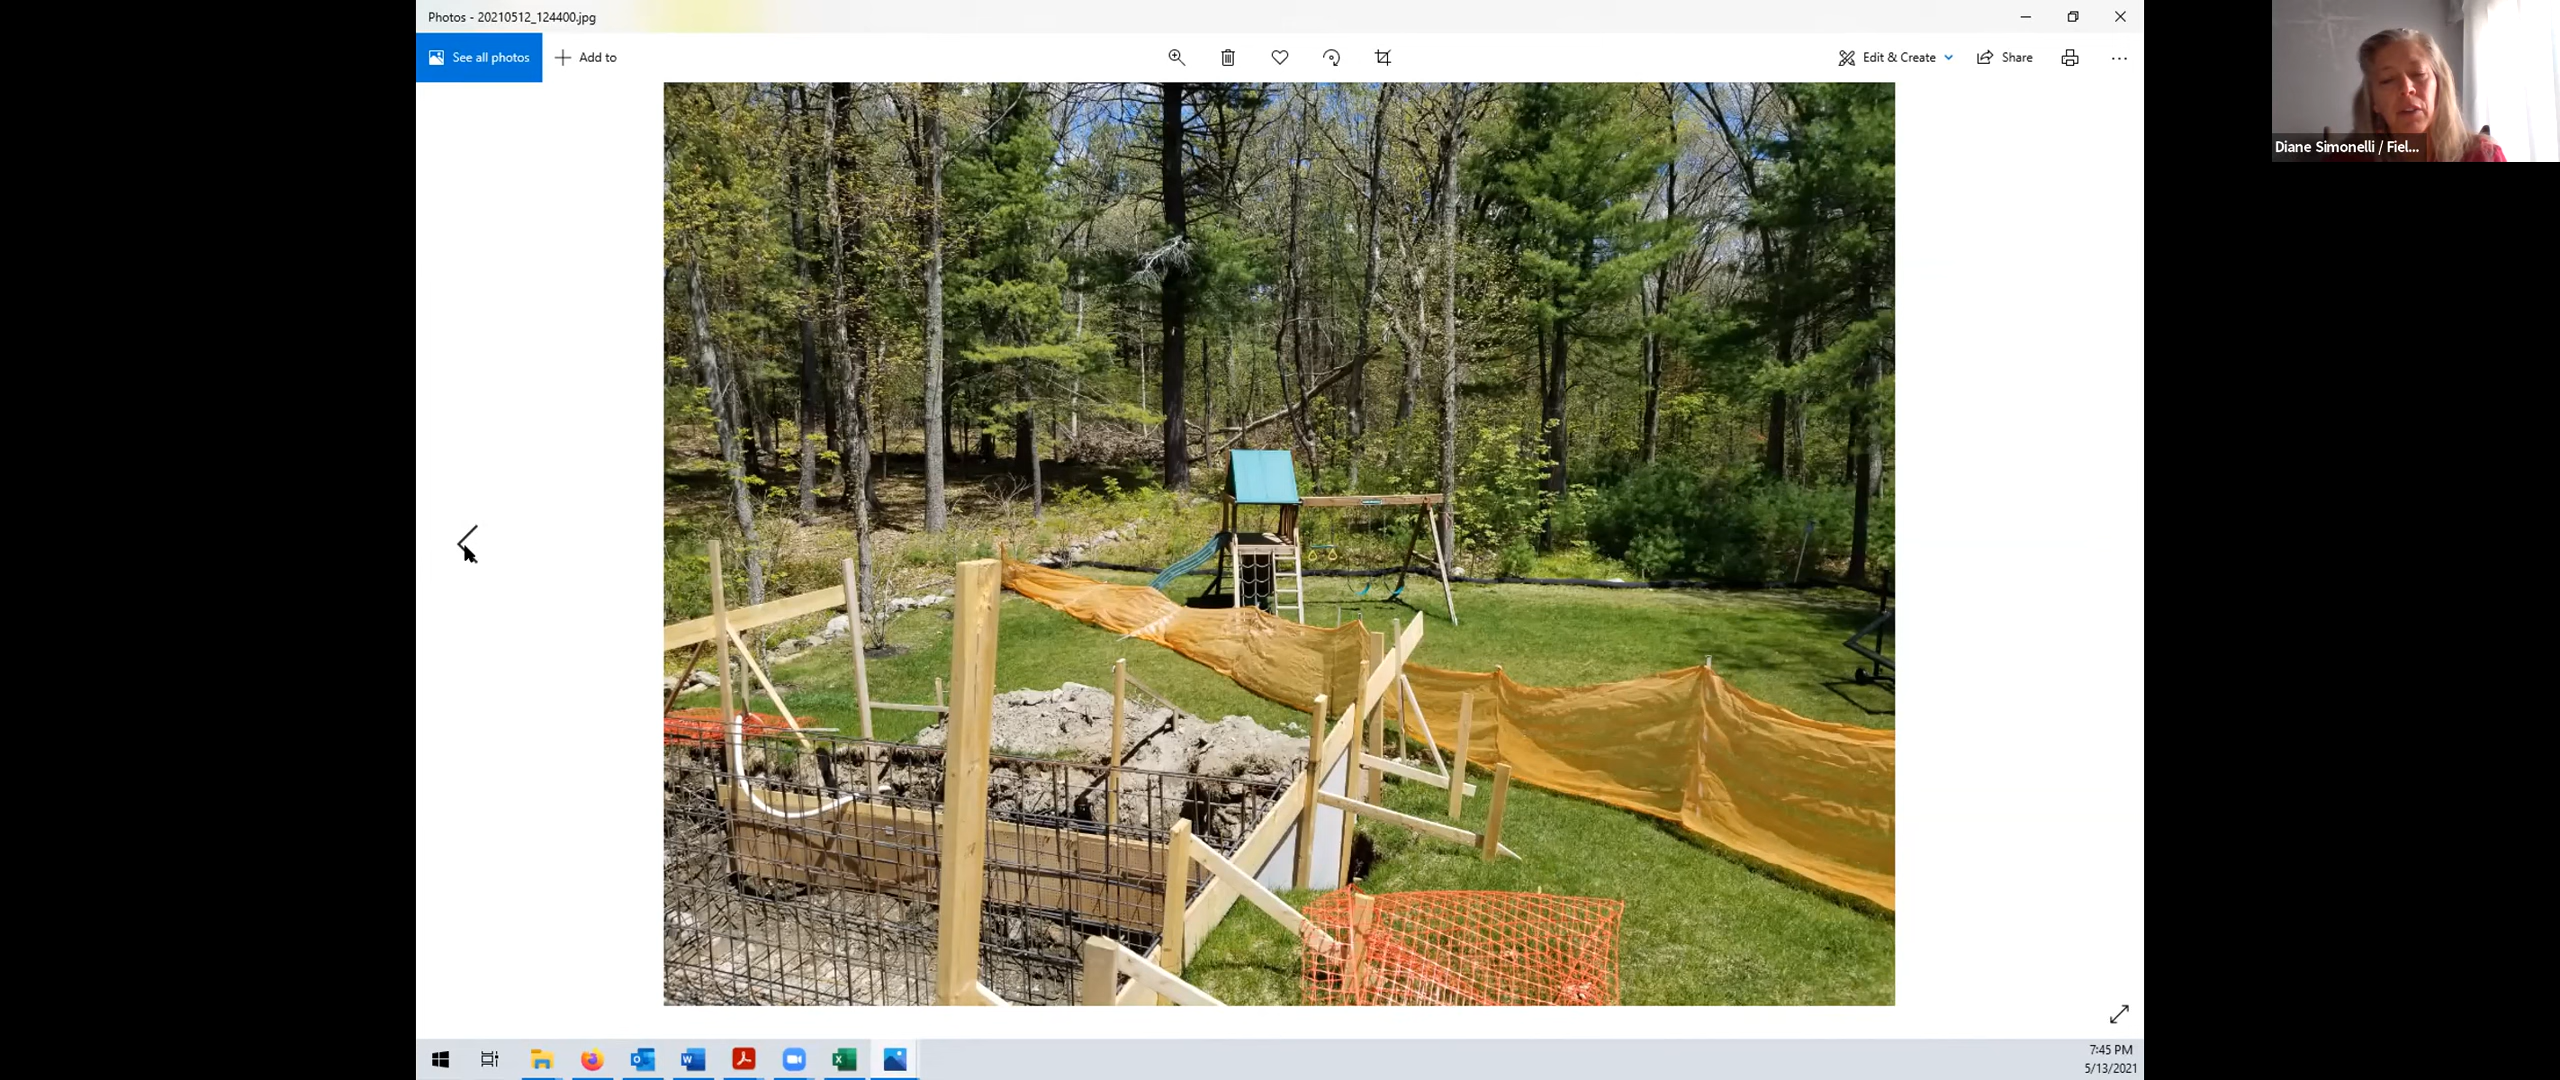 Photos - 20210512_124400.jpg
See all photos
Add to
Edit & Create
Share
Diane Simonelli / Fiel...
7:45 PM
5/13/2021